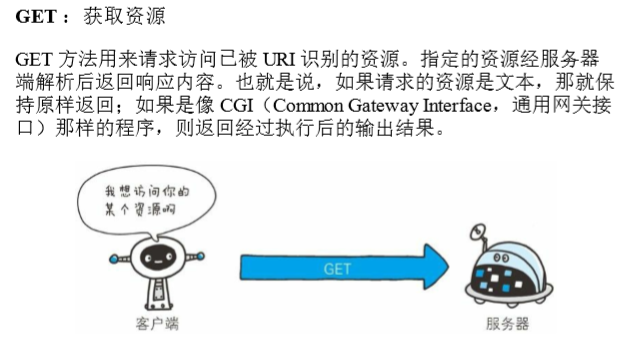 GET：获取资源
GET 方法用来请求访问已被 URI 识别的资源。指定的资源经服务器
端解析后返回响应内容。也就是说，如果请求的资源是文本，那就保
持原样返回；如果是像 CGI（Common Gateway Interface，通用网关接
口）那样的程序，则返回经过执行后的输出结果。
我想访问你的
某个资源啊
GET
客户端
服务器